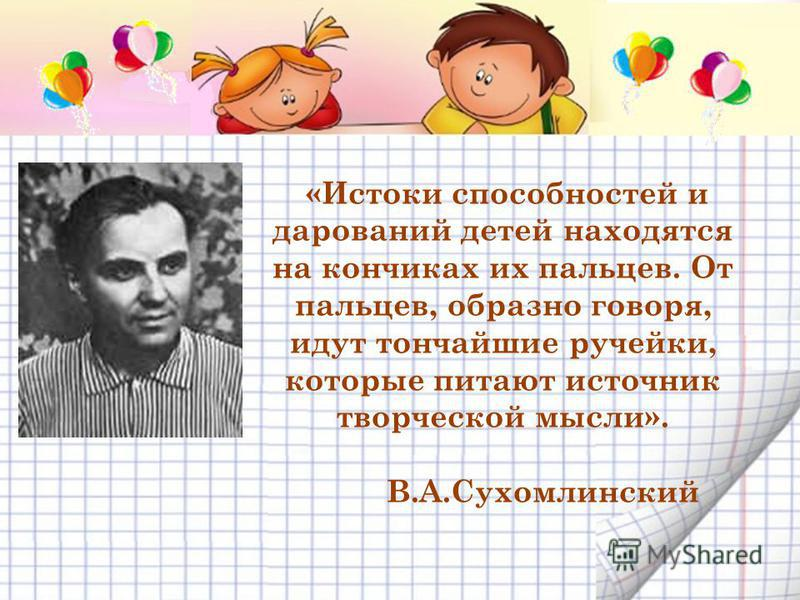 «Истоки способностей и
дарований детей находятся
на кончиках их пальцев. От
пальцев, образно говоря,
идут тончайшие ручейки,
которые питают источник
творческой мысли».
В.А.Сухомлинский
MyShared